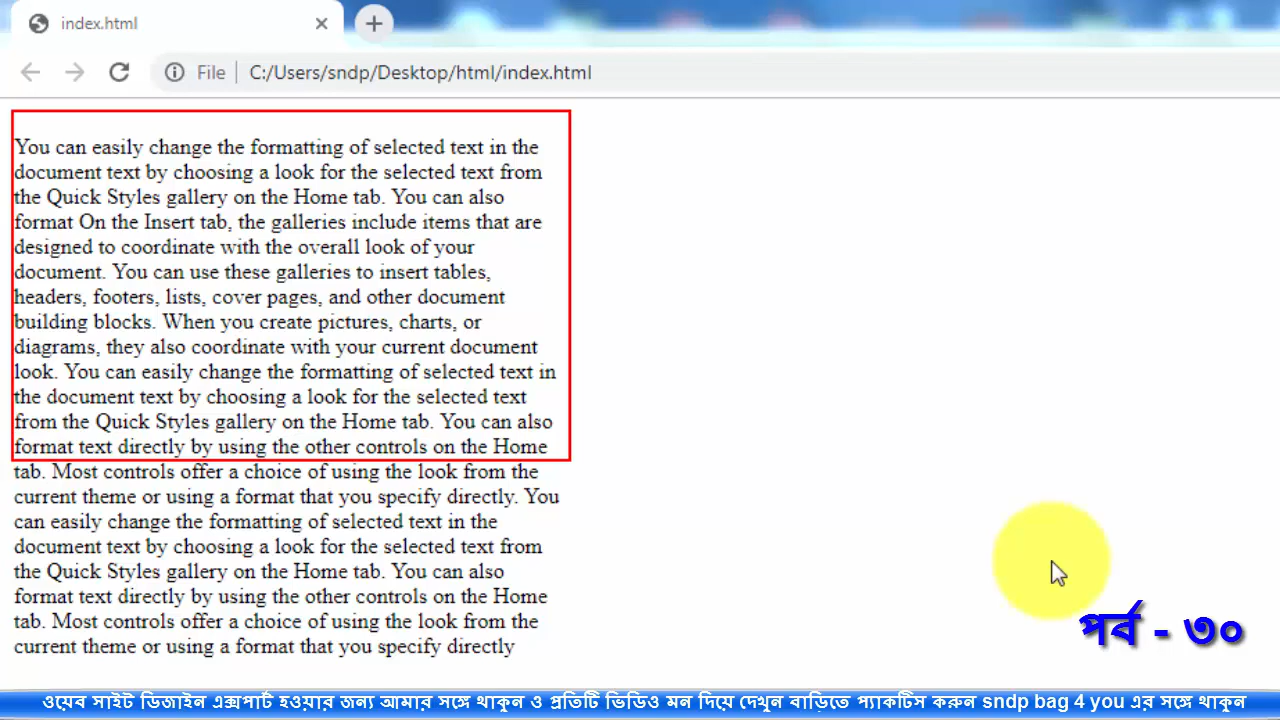 index.html
File
C:/Users/sndp/Desktop/html/index.html
You can easily change the formatting of selected text in the
document text by choosing a look for the selected text from
the Quick Styles gallery on the Home tab. You can also
format On the Insert tab, the galleries include items that are
designed to coordinate with the overall look of your
document. You can use these galleries to insert tables,
headers, footers, lists, cover pages, and other document
building blocks. When you create pictures, charts, or
diagrams, they also coordinate with your current document
look. You can easily change the formatting of selected text in
the document text by choosing a look for the selected text
from the Quick Styles gallery on the Home tab. You can also
format text directly by using the other controls on the Home
tab. Most controls offer a choice of using the look from the
current theme or using a format that you specify directly. You
can easily change the formatting of selected text in the
document text by choosing a look for the selected text from
the Quick Styles gallery on the Home tab. You can also
format text directly by using the other controls on the Home
tab. Most controls offer a choice of using the look from the
current theme or using a format that you specify directly
পর্ব - ৩০
ওয়েব সাইট ডিজাইন এক্সপার্ট হওয়ার জন্য আমার সঙ্গে থাকুন ও প্রতিটি ভিডিও মন দিয়ে দেখুন বাড়িতে প্যাকটিস করুন sndp bag 4 you এর সঙ্গে থাকুন